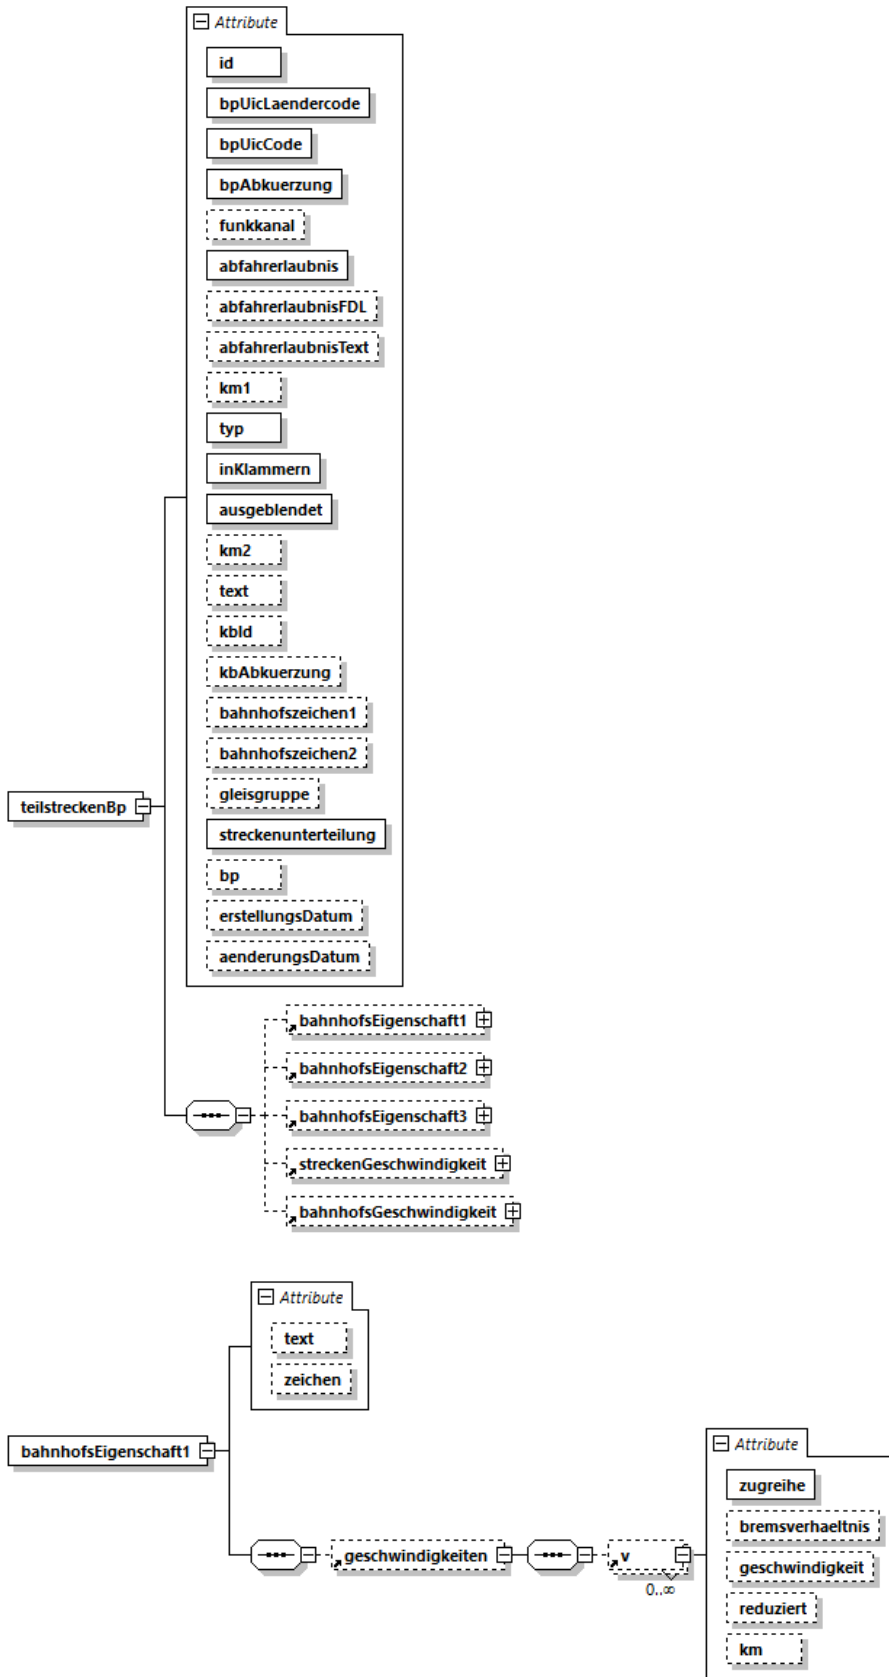 Attribute
id
bpUicLaendercode
bpUicCode
bpAbkuerzung
funkkanal
abfahrerlaubnis
abfahrerlaubnisFDL
abfahrerlaubnisText
km1
typ
inKlammern
ausgeblendet
km2
text
kbId
kbAbkuerzung
bahnhofszeichen1
bahnhofszeichen2
gleisgruppe
teilstreckenBp
streckenunterteilung
bp
erstellungsDatum
aenderungsDatum
bahnhofsEigenschaft1
bahnhofsEigenschaft2
bahnhofsEigenschaft3
streckenGeschwindigkeit
bahnhofsGeschwindigkeit
Attribute
text
zeichen
bahnhofsEigenschaft1
geschwindigkeiten
v
0..∞
Attribute
zugreihe
bremsverhaeltnis
geschwindigkeit
reduziert
km